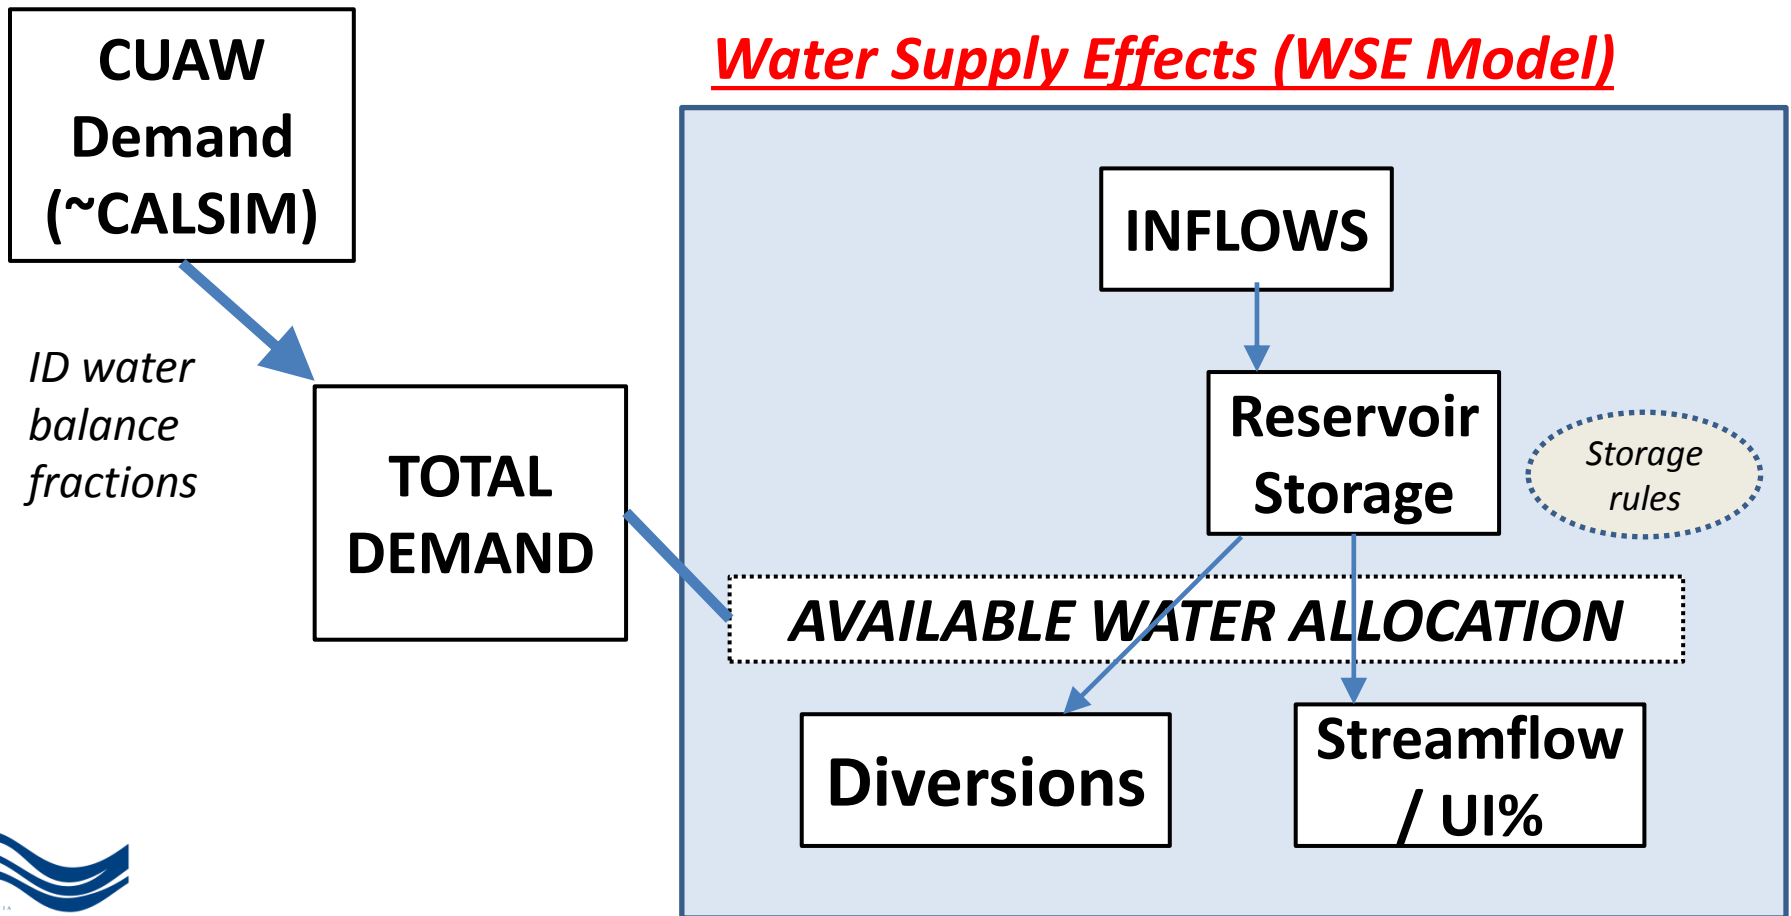 CUAW
Demand
(~CALSIM)
Water Supply Effects (WSE Model)
INFLOWS
ID water
balance
fractions
TOTAL
DEMAND
Reservoir
Storage
Storage
rules
AVAILABLE WATER ALLOCATION
Diversions
Streamflow
/ UI%